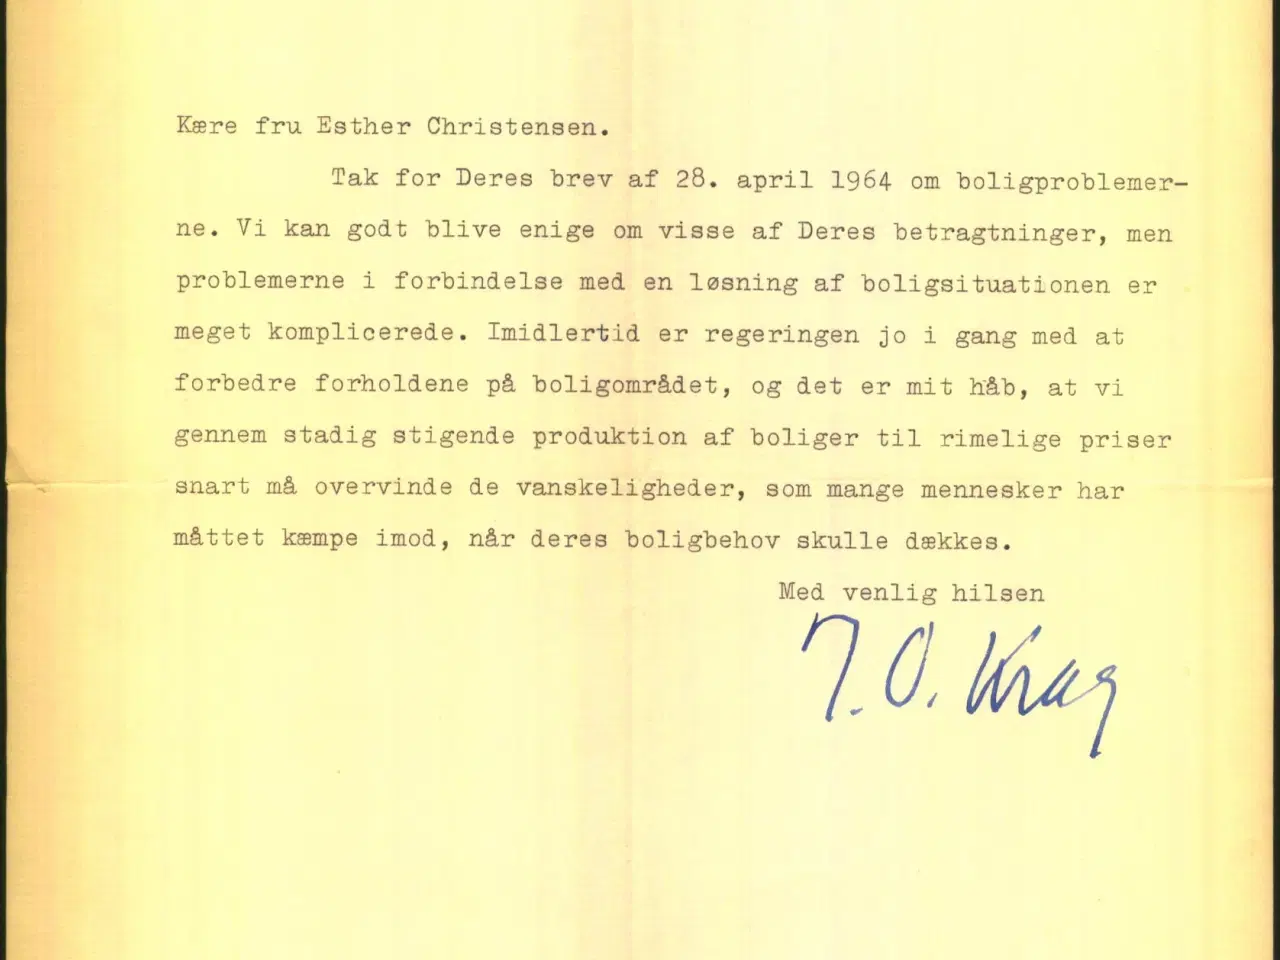 Kære fru Esther Christensen.
Tak for Deres brev af 28. april 1964 om boligproblemer-
ne. Vi kan godt blive enige om visse af Deres betragtninger, men
problemerne i forbindelse med en løsning af boligsituationen er
meget komplicerede. Imidlertid er regeringen jo i gang med at
forbedre forholdene på boligområdet, og det er mit håb, at vi
gennem stadig stigende produktion af boliger til rimelige priser
snart må overvinde de vanskeligheder, som mange mennesker har
måttet kæmpe imod, når deres boligbehov skulle dækkes.
Med venlig hilsen
J. O. Krag